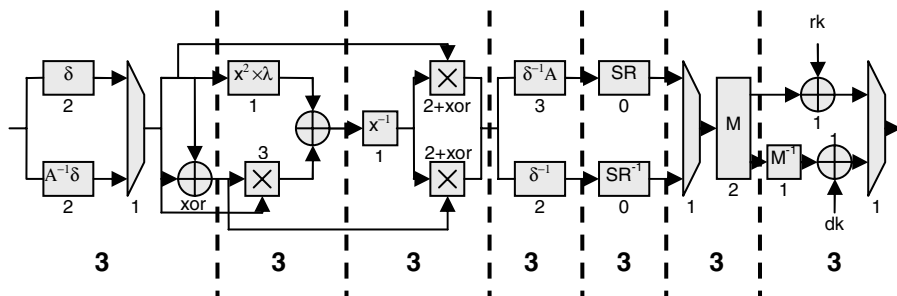 rk
δ
x²×λ
δ⁻¹A
SR
2
1
2+xor
3
0
1
x⁻¹
M
3
2+xor
1
1
M⁻¹
A⁻¹δ
δ⁻¹
SR⁻¹
2
1
xor
2
0
1
2
1
dk
1
3 3 3 3 3 3 3